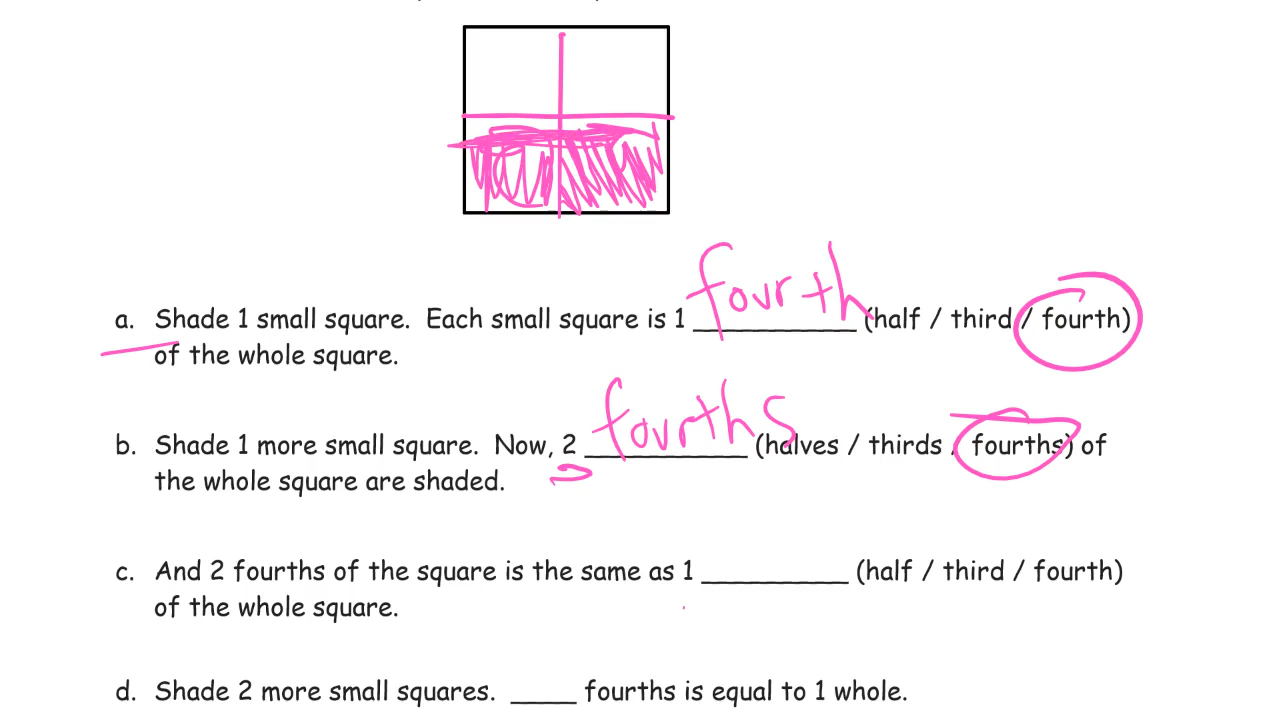 a. Shade 1 small square. Each small square is 1 fourth (half / third / fourth)
of the whole square.
b. Shade 1 more small square. Now, 2 fourths (halves / thirds / fourths) of
the whole square are shaded.
c. And 2 fourths of the square is the same as 1 __________ (half / third / fourth)
of the whole square.
d. Shade 2 more small squares. _____ fourths is equal to 1 whole.